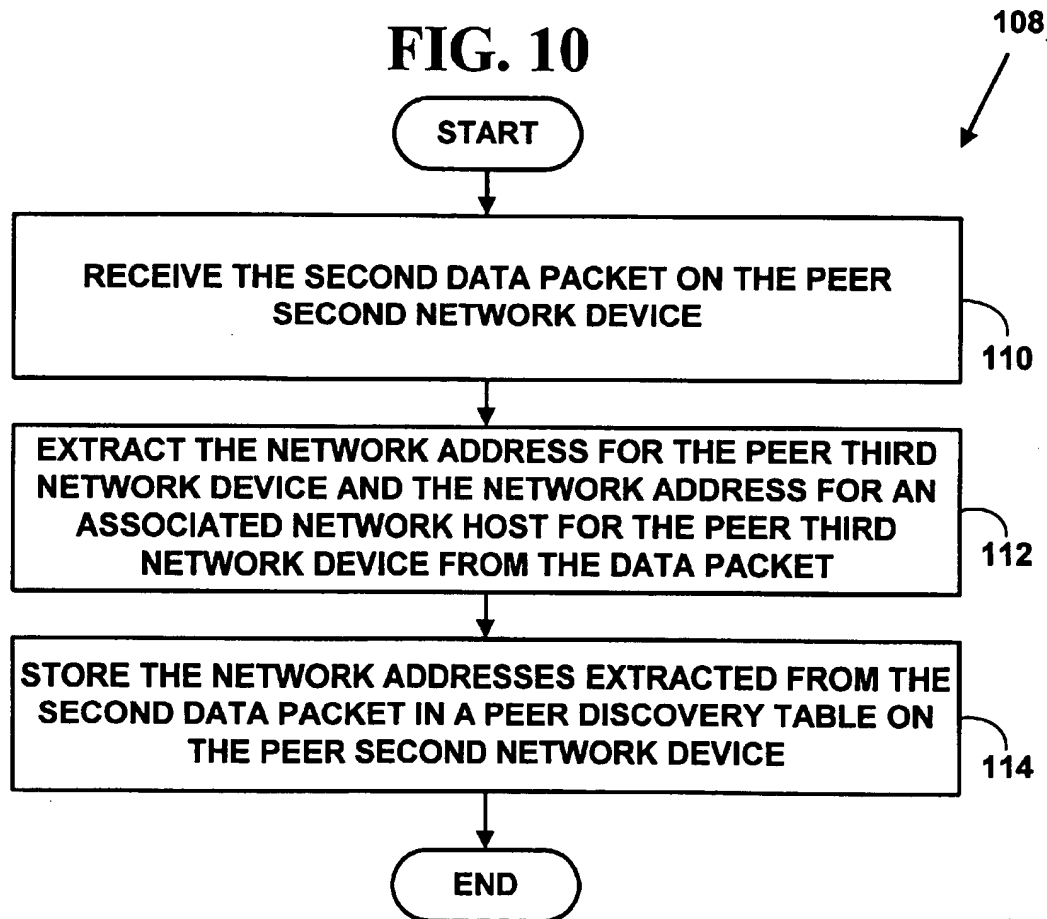 108
FIG. 10
START
RECEIVE THE SECOND DATA PACKET ON THE PEER
SECOND NETWORK DEVICE
110
EXTRACT THE NETWORK ADDRESS FOR THE PEER THIRD
NETWORK DEVICE AND THE NETWORK ADDRESS FOR AN
ASSOCIATED NETWORK HOST FOR THE PEER THIRD
NETWORK DEVICE FROM THE DATA PACKET
112
STORE THE NETWORK ADDRESSES EXTRACTED FROM THE
SECOND DATA PACKET IN A PEER DISCOVERY TABLE ON
THE PEER SECOND NETWORK DEVICE
114
END